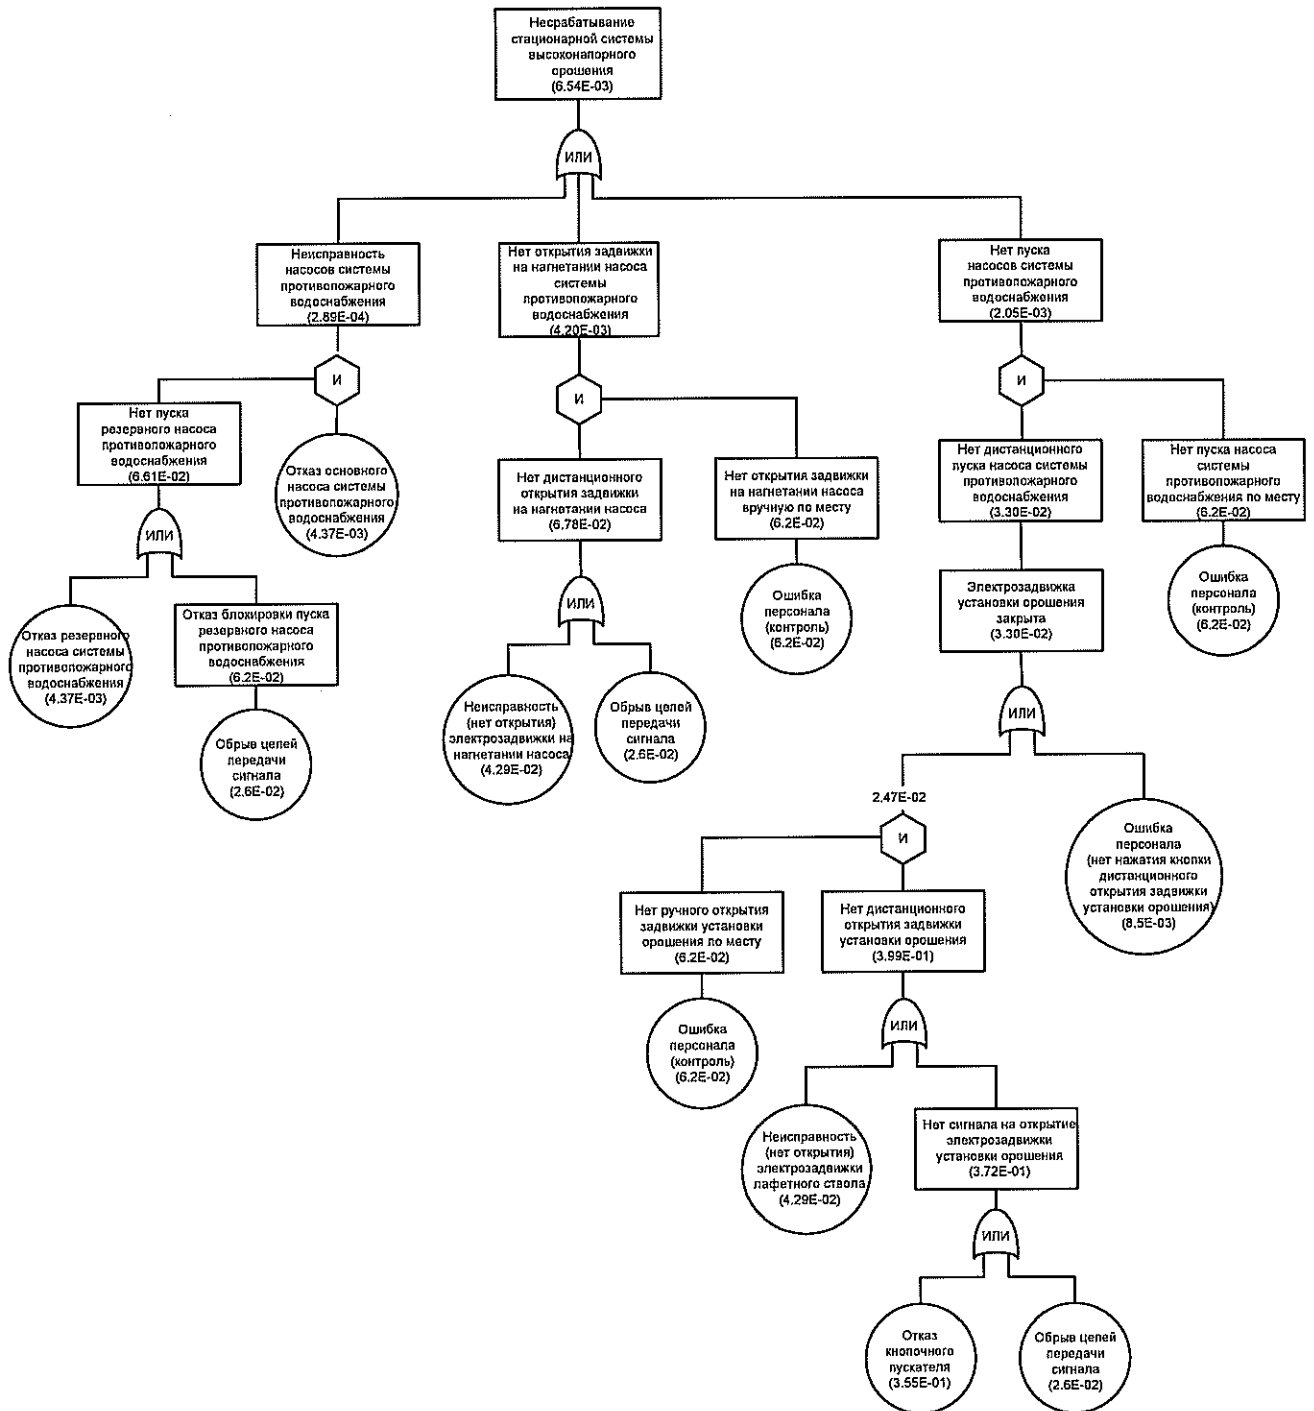 Несрабатывание
стационарной системы
высоконапорного
орошения
(6.54E-03)
ИЛИ
Неисправность
насосов системы
противопожарного
водоснабжения
(2.89E-04)
Нет открытия задвижки
на нагнетании насоса
системы
противопожарного
водоснабжения
(4.20E-03)
Нет пуска
насосов системы
противопожарного
водоснабжения
(2.05E-03)
И
И
И
Нет пуска
резервного насоса
противопожарного
водоснабжения
(6.61E-02)
Отказ основного
насоса системы
противопожарного
водоснабжения
(4.37E-03)
Нет дистанционного
открытия задвижки
на нагнетании насоса
(6.78E-02)
Нет открытия задвижки
на нагнетании насоса
вручную по месту
(6.2E-02)
Нет дистанционного
пуска насоса системы
противопожарного
водоснабжения
(3.30E-02)
Нет пуска насоса
системы
противопожарного
водоснабжения по месту
(6.2E-02)
ИЛИ
ИЛИ
Ошибка
персонала
(контроль)
(6.2E-02)
Электрозадвижка
установки орошения
закрыта
(3.30E-02)
Ошибка
персонала
(контроль)
(6.2E-02)
Отказ резервного
насоса системы
противопожарного
водоснабжения
(4.37E-03)
Отказ блокировки пуска
резервного насоса
противопожарного
водоснабжения
(6.2E-02)
Обрыв цепей
передачи
сигнала
(2.6E-02)
Неисправность
(нет открытия)
электрозадвижки на
нагнетании насоса
(4.29E-02)
Обрыв цепей
передачи
сигнала
(2.6E-02)
ИЛИ
2.47E-02
И
Ошибка
персонала
(нет нажатия кнопки
дистанционного
открытия задвижки
установки орошения)
(8.5E-03)
Нет ручного открытия
задвижки установки
орошения по месту
(6.2E-02)
Нет дистанционного
открытия задвижки
установки орошения
(3.99E-01)
Ошибка
персонала
(контроль)
(6.2E-02)
ИЛИ
Неисправность
(нет открытия)
электрозадвижки
лафетного ствола
(4.29E-02)
Нет сигнала на открытие
электрозадвижки
установки орошения
(3.72E-01)
ИЛИ
Отказ
кнопочного
пускателя
(3.55E-01)
Обрыв цепей
передачи
сигнала
(2.6E-02)